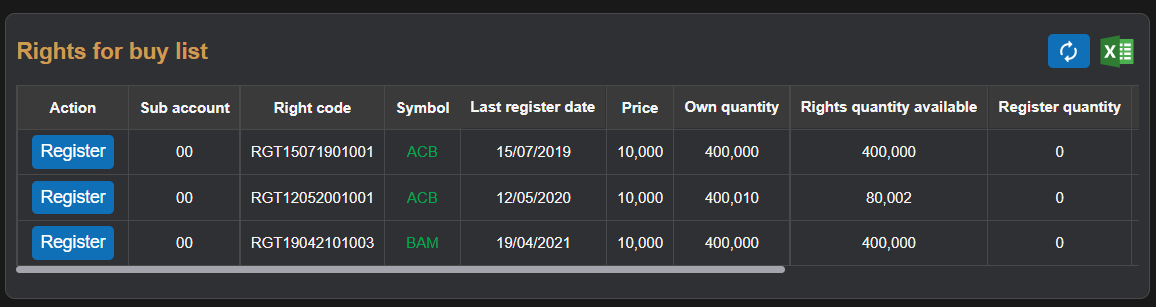 Rights for buy list
Action Sub account Right code Symbol Last register date Price Own quantity Rights quantity available Register quantity
Register 00 RGT15071901001 ACB 15/07/2019 10,000 400,000 400,000 0
Register 00 RGT12052001001 ACB 12/05/2020 10,000 400,010 80,002 0
Register 00 RGT19042101003 BAM 19/04/2021 10,000 400,000 400,000 0